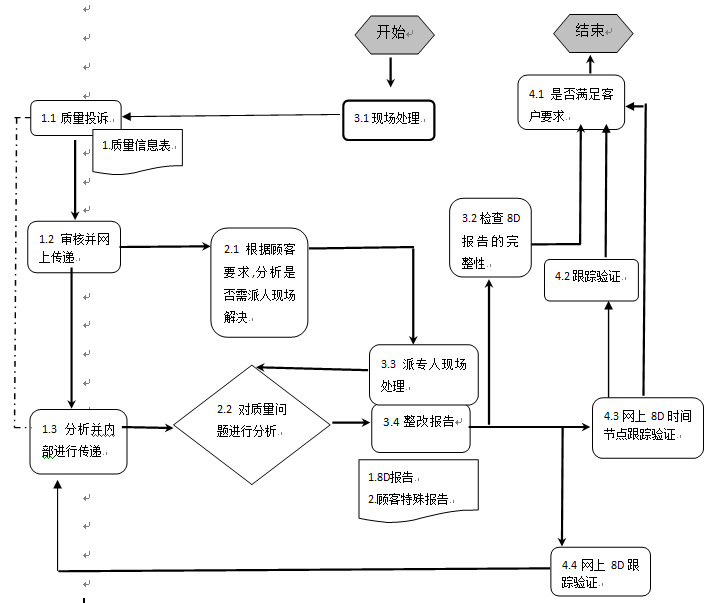 开始
结束
4.1 是否满足客
户要求
1.1 质量投诉
3.1现场处理
1.质量信息表
1.2 审核并网
上传递
2.1 根据顾客
要求,分析是
否需派人现场
解决
3.2检查 8D
报告的完
整性
4.2跟踪验证
3.3 派专人现场
处理
2.2 对质量问
题进行分析
3.4整改报告
4.3网上8D时间
节点跟踪验证
1.3 分析并内
部进行传递
1.8D报告
2.顾客特殊报告
4.4网上 8D跟
踪验证